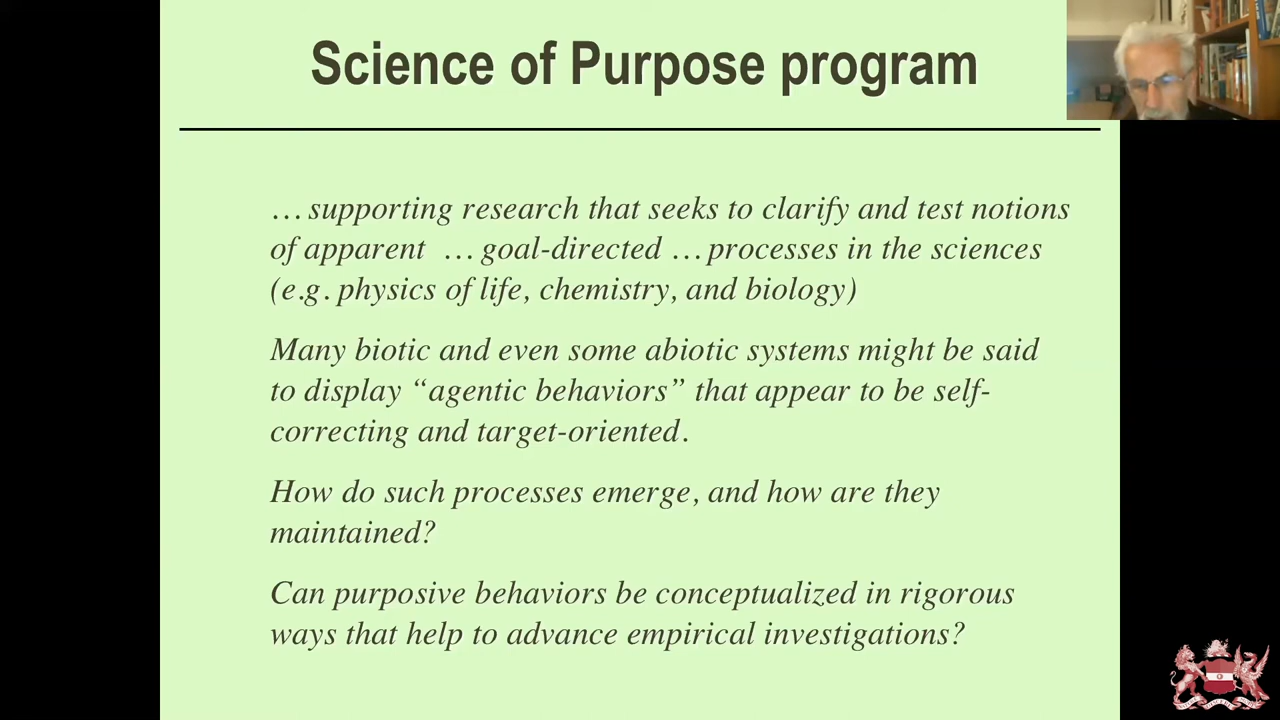 Science of Purpose program
… supporting research that seeks to clarify and test notions
of apparent … goal-directed … processes in the sciences
(e.g. physics of life, chemistry, and biology)
Many biotic and even some abiotic systems might be said
to display “agentic behaviors” that appear to be self-
correcting and target-oriented.
How do such processes emerge, and how are they
maintained?
Can purposive behaviors be conceptualized in rigorous
ways that help to advance empirical investigations?